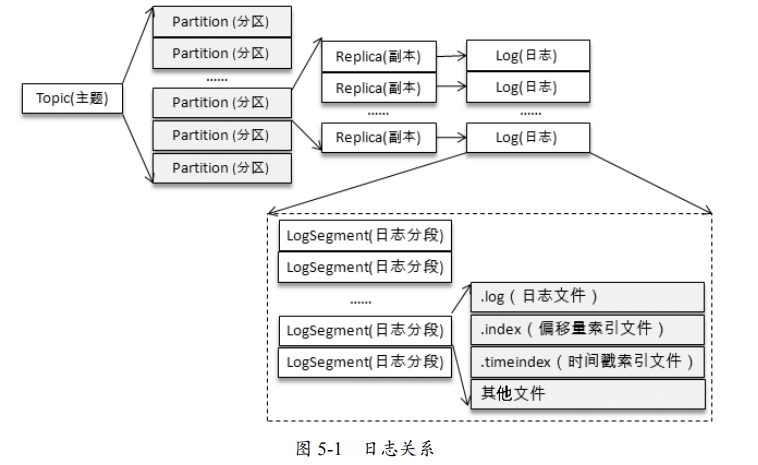 Topic(主题)
Partition (分区)
Partition (分区)
......
Partition (分区)
Partition (分区)
Partition (分区)
Replica(副本)
Replica(副本)
......
Replica(副本)
Log(日志)
Log(日志)
......
Log(日志)
LogSegment(日志分段)
LogSegment(日志分段)
......
LogSegment(日志分段)
LogSegment(日志分段)
.log（日志文件）
.index（偏移量索引文件）
.timeindex（时间戳索引文件）
其他文件
图 5-1 日志关系